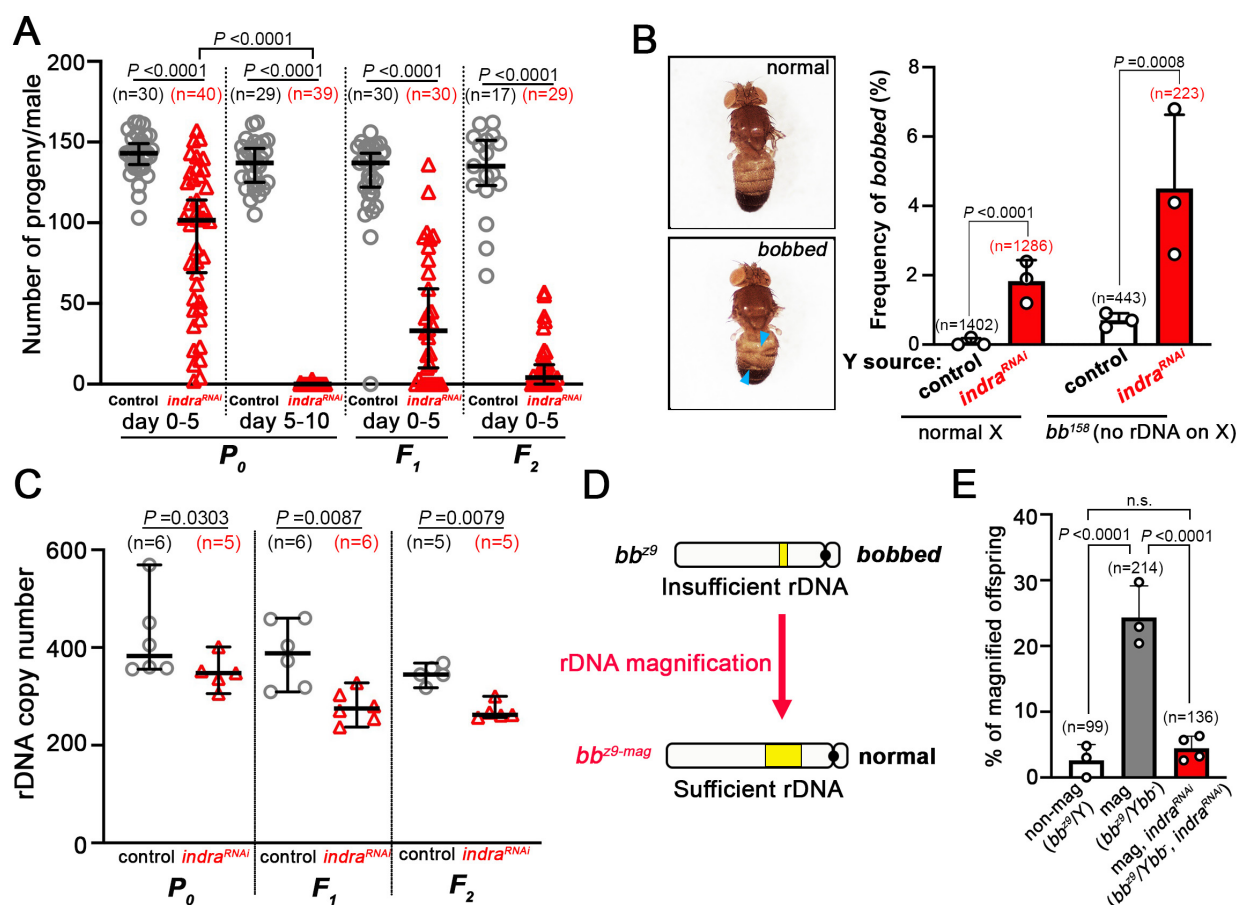 A
Number of progeny/male
200
150
100
50
0
P <0.0001
P <0.0001
P <0.0001
P <0.0001
(n=30) (n=40) (n=29) (n=39) (n=30) (n=30) (n=17) (n=29)
Control indraRNAi Control indraRNAi Control indraRNAi Control indraRNAi
day 0-5 day 5-10 day 0-5 day 0-5
P0 F1 F2
B
normal
bobbed
Frequency of bobbed (%)
8
6
4
2
0
P =0.0008
(n=223)
P <0.0001
(n=1286)
(n=443)
(n=1402)
Y source:
control indraRNAi control indraRNAi
normal X bb158 (no rDNA on X)
C
rDNA copy number
600
400
200
0
P =0.0303 P =0.0087 P =0.0079
(n=6) (n=5) (n=6) (n=6) (n=5) (n=5)
control indraRNAi control indraRNAi control indraRNAi
P0 F1 F2
D
bbz9 bobbed
Insufficient rDNA
rDNA magnification
bbz9-mag normal
Sufficient rDNA
E
% of magnified offspring
40
30
20
10
0
n.s.
P <0.0001 P <0.0001
(n=214)
(n=99)
(n=136)
non-mag
(bbz9/Y)
mag
(bbz9/Ybb-)
mag, indraRNAi
(bbz9/Ybb-, indraRNAi)